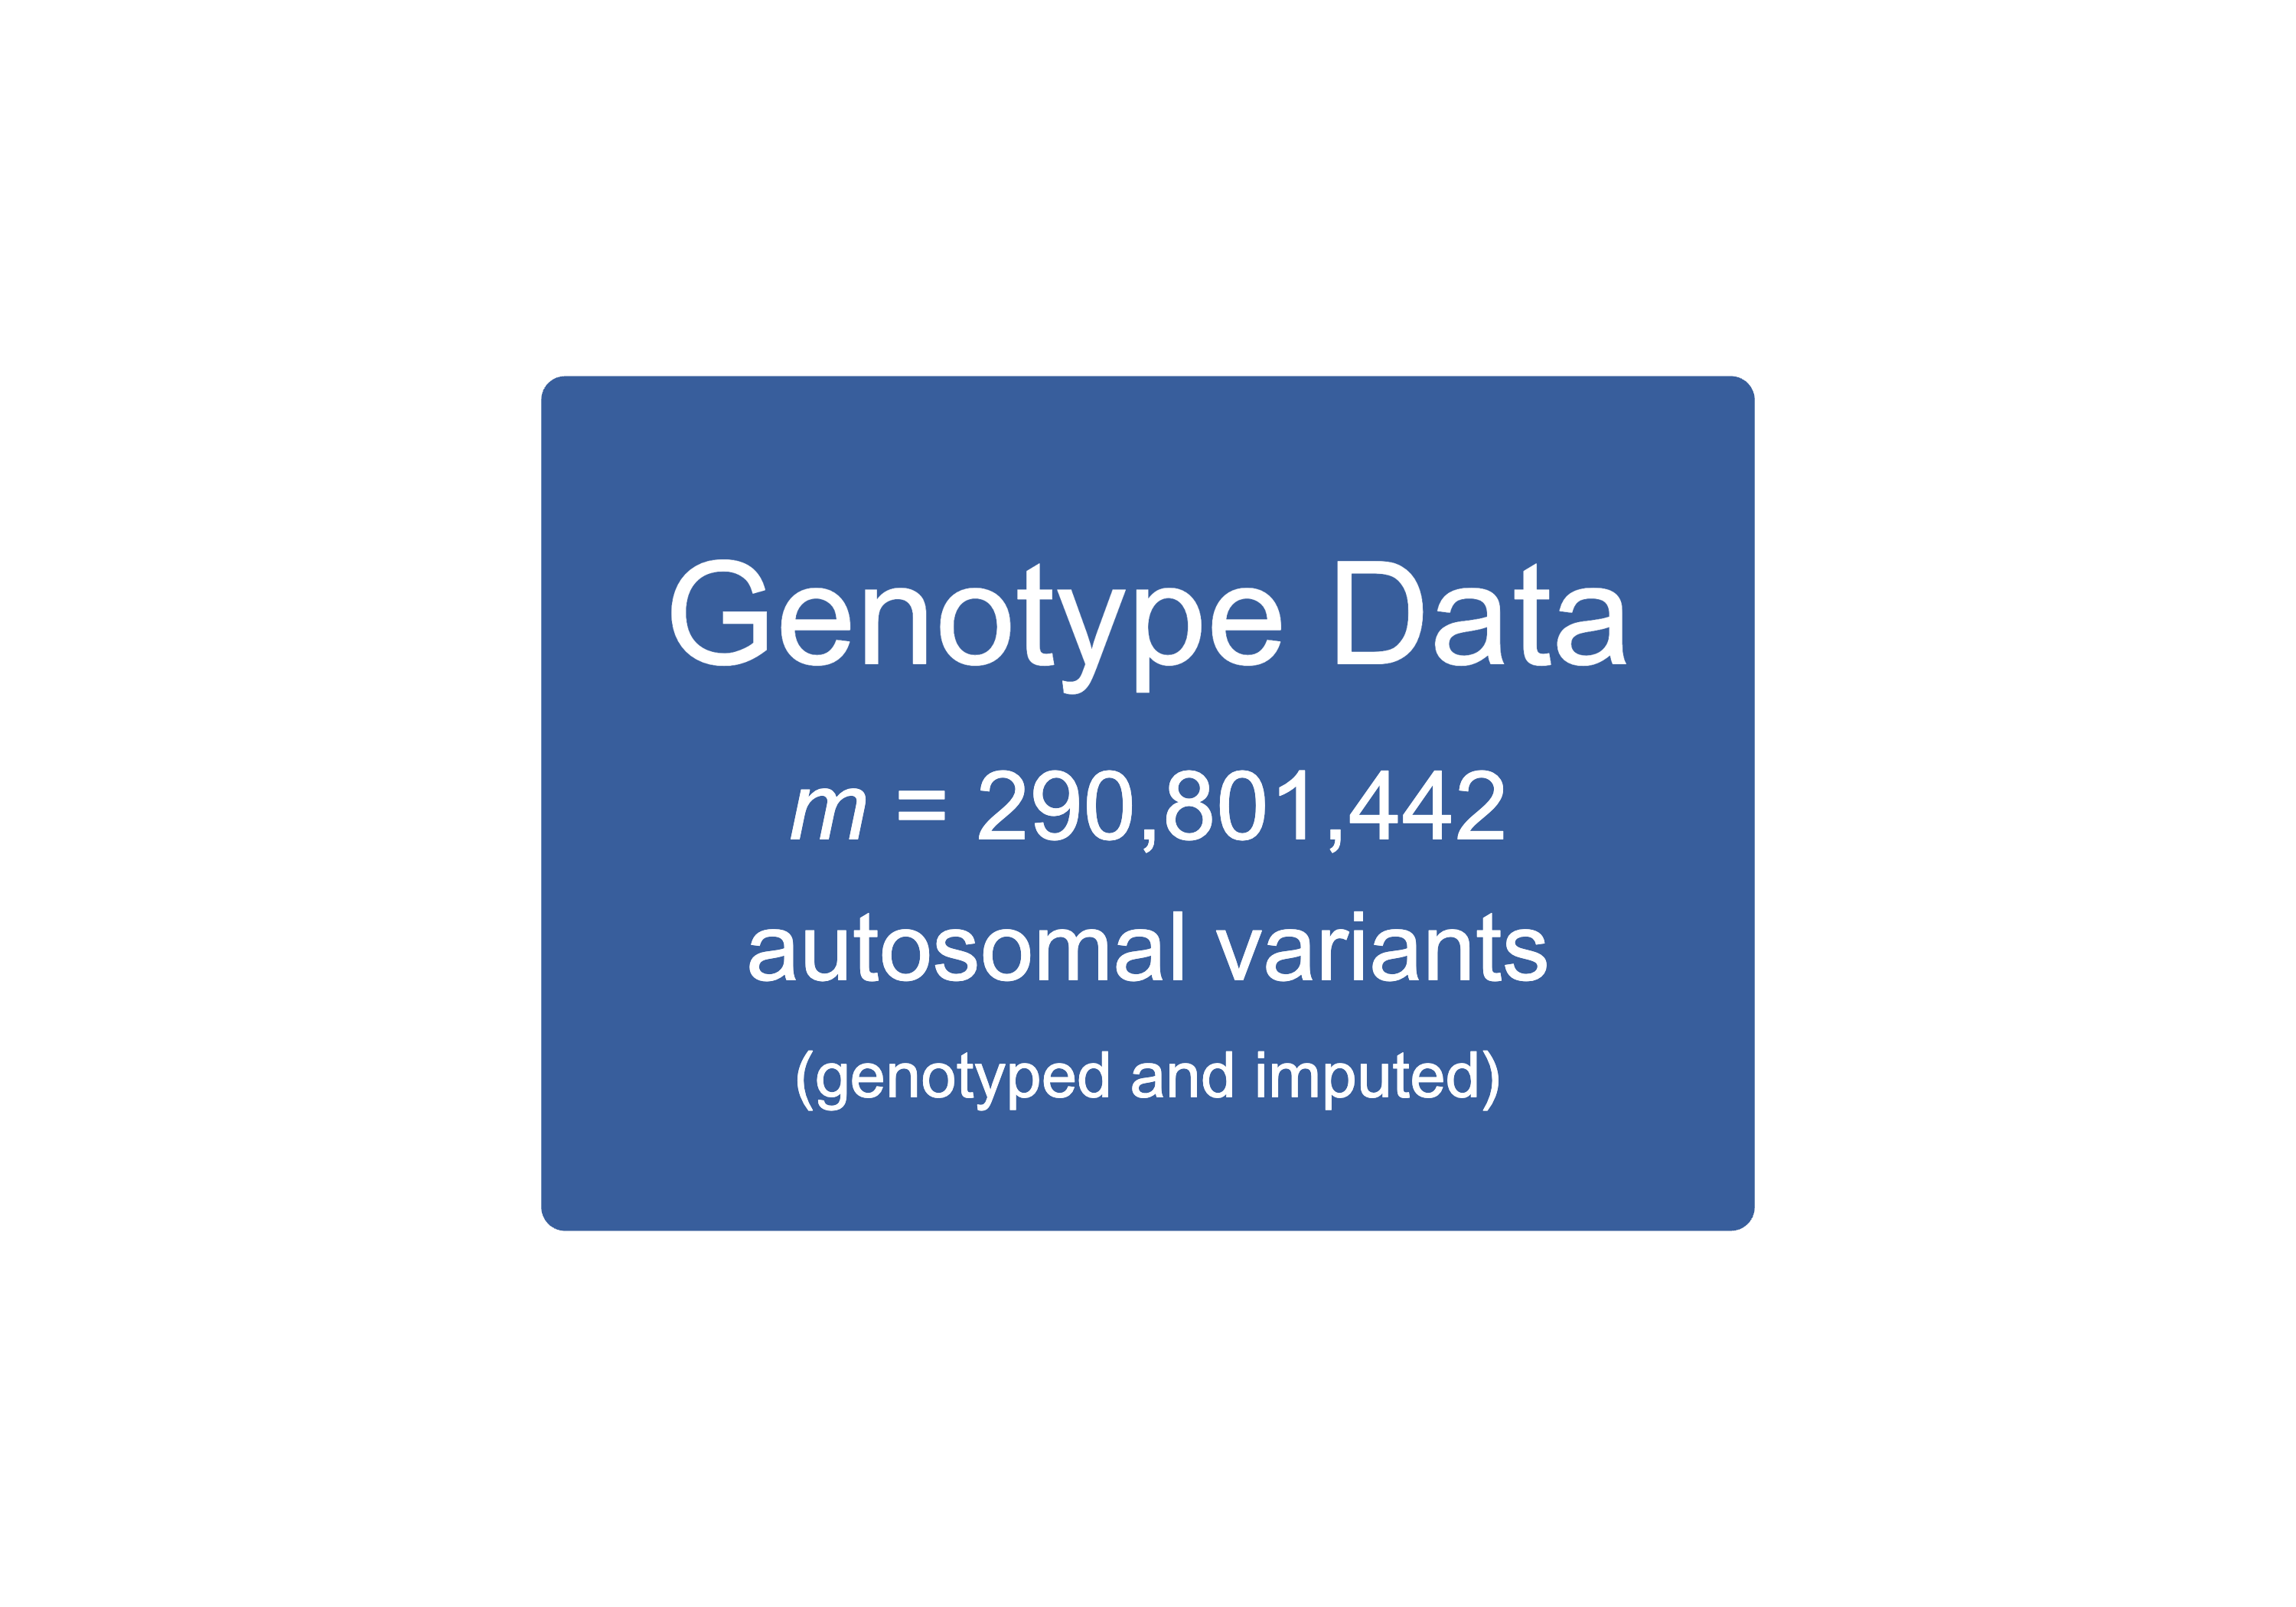 Genotype Data
m = 290,801,442
autosomal variants
(genotyped and imputed)